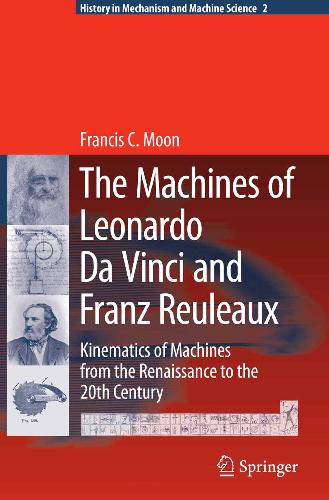 History in Mechanism and Machine Science 2
Francis C. Moon
The Machines of
Leonardo
Da Vinci and
Franz Reuleaux
Kinematics of Machines
from the Renaissance to the
20th Century
Springer